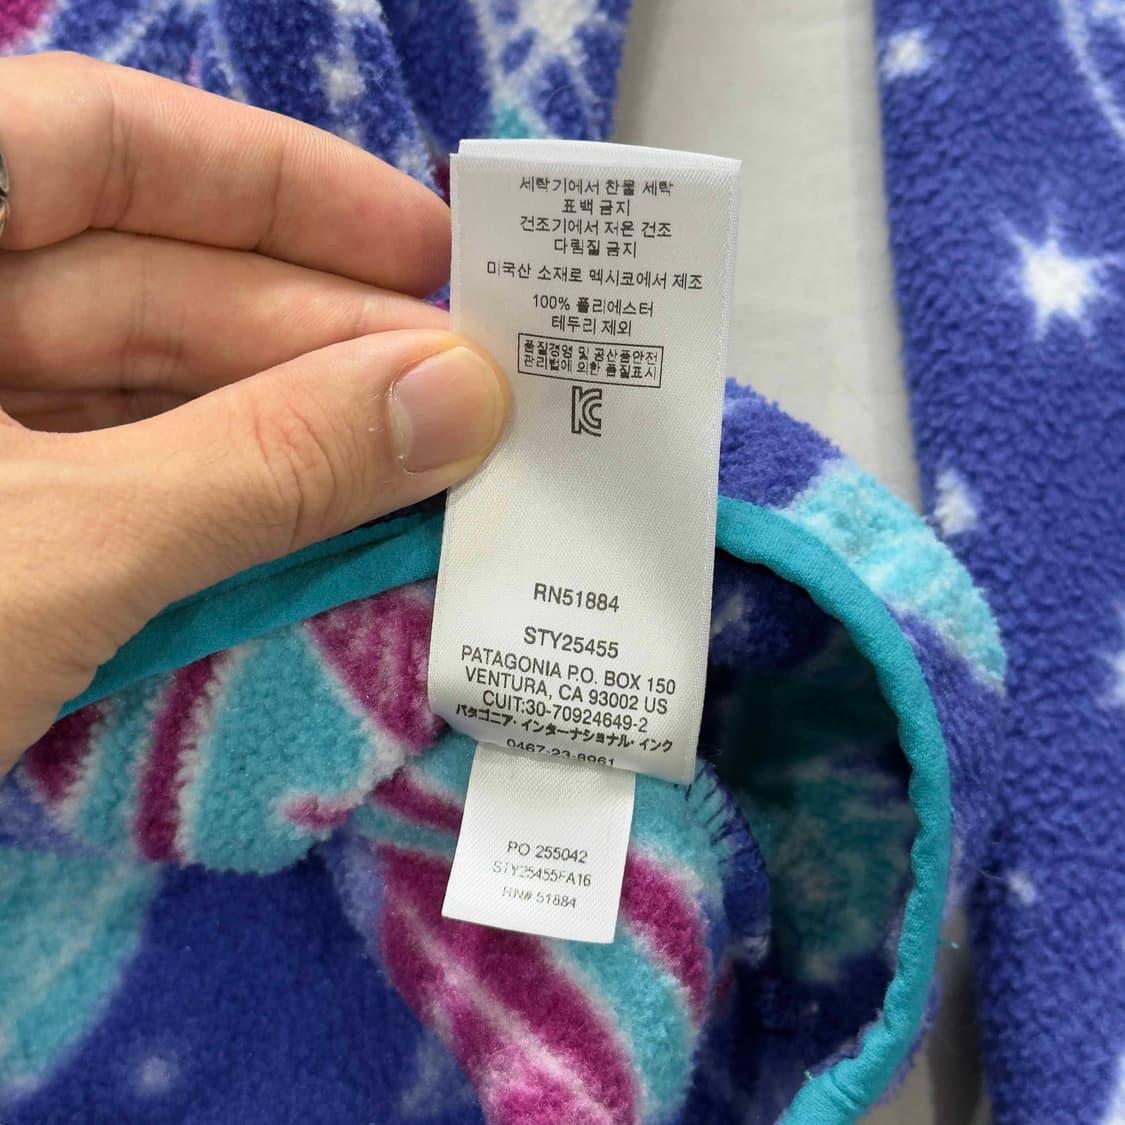 세탁기에서 찬물 세탁
표백 금지
건조기에서 저온 건조
다림질 금지
미국산 소재로 멕시코에서 제조
100% 폴리에스터
테두리 제외
품질경영 및 공산품안전
관리법에 의한 품질표시
KC
RN51884
STY25455
PATAGONIA P.O. BOX 150
VENTURA, CA 93002 US
CUIT:30-70924649-2
パタゴニア・インターナショナル・インク
0467-23-8961
PO 255042
STY25455FA16
RN# 51884